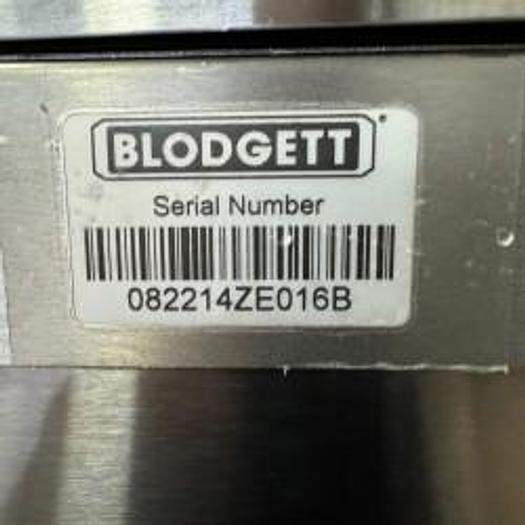 BLODGETT
Serial Number
082214ZE016B